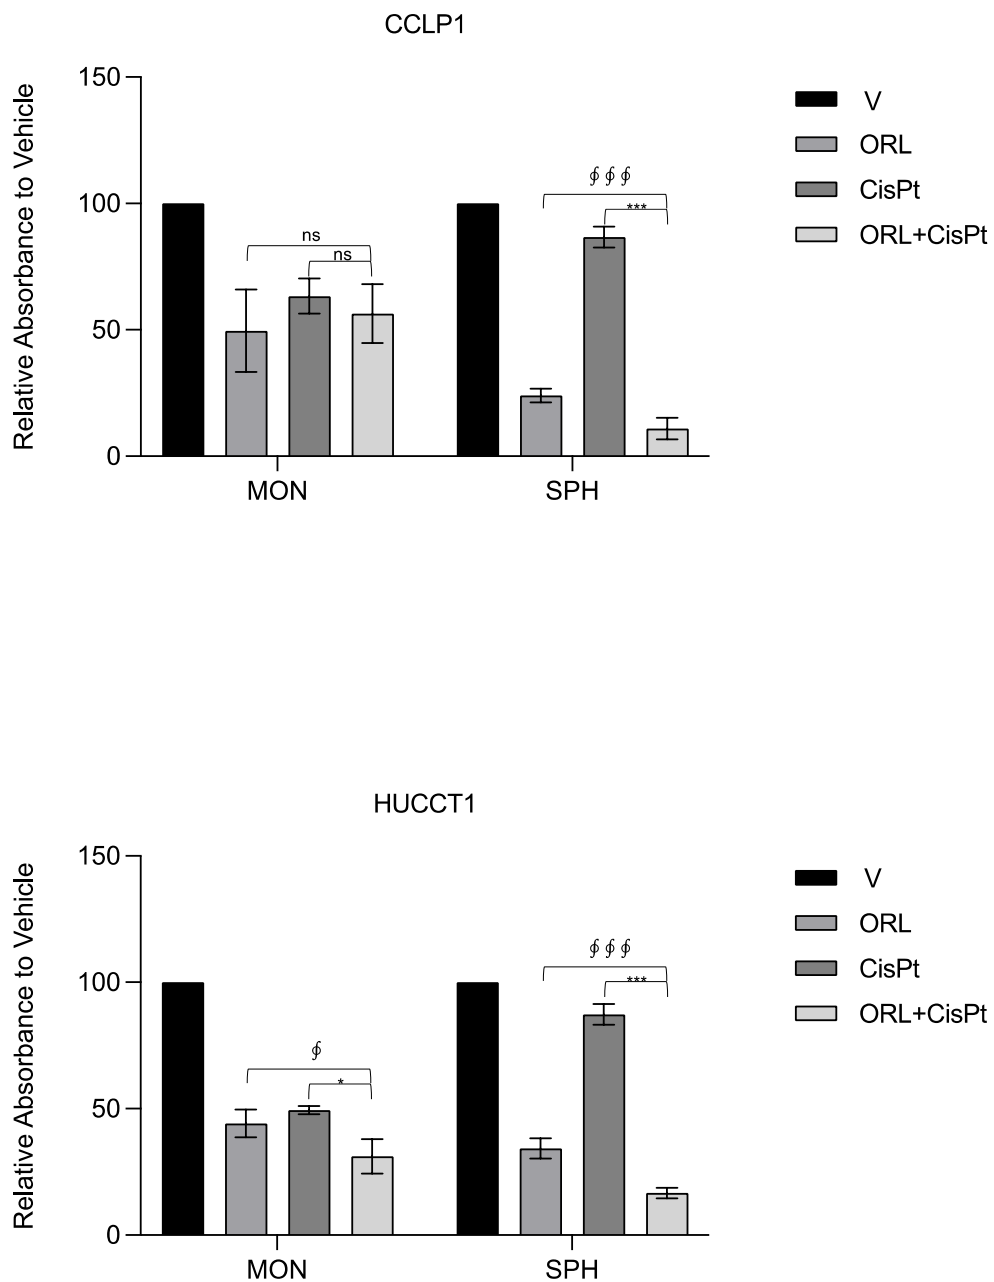 CCLP1
Relative Absorbance to Vehicle
150
100
50
0
ns
ns
∮ ∮ ∮
***
MON
SPH
V
ORL
CisPt
ORL+CisPt
HUCCT1
Relative Absorbance to Vehicle
150
100
50
0
∮
*
∮ ∮ ∮
***
MON
SPH
V
ORL
CisPt
ORL+CisPt